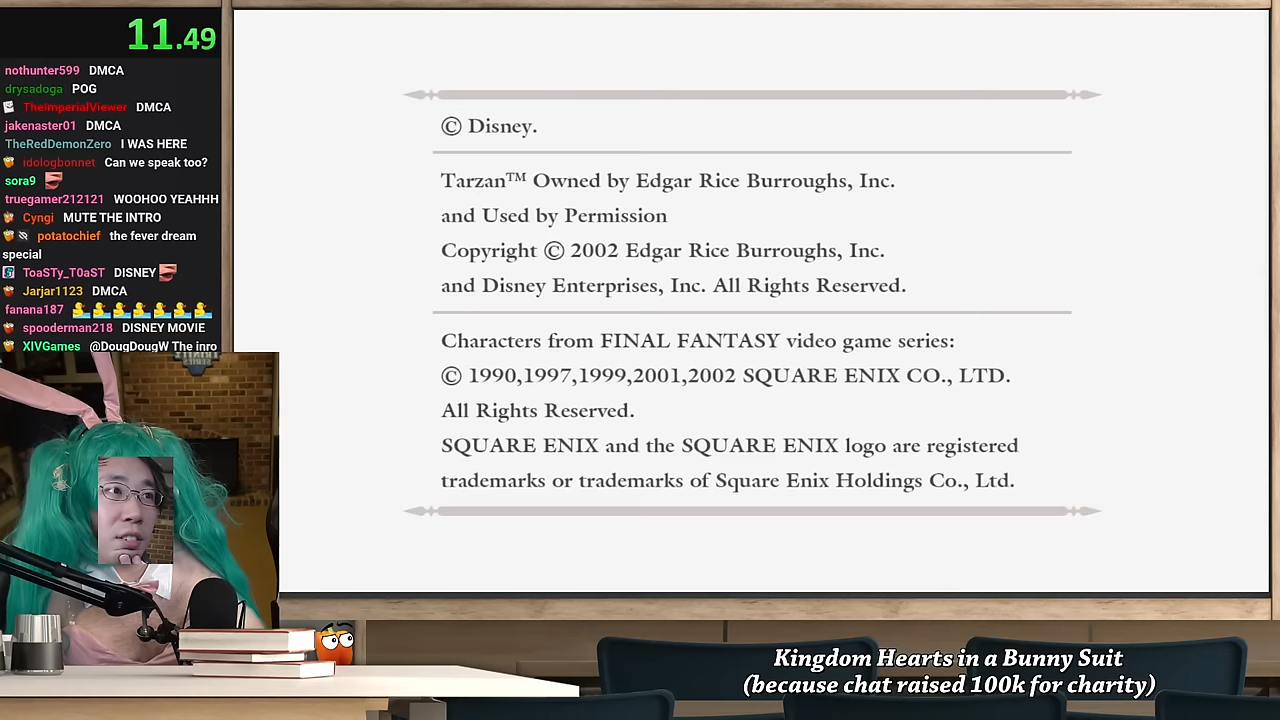 11.49
nothunter599 DMCA
drysadoga POG
TheImperialViewer DMCA
jakenaster01 DMCA
TheRedDemonZero I WAS HERE
idologbonnet Can we speak too?
sora9
truegamer212121 WOOHOO YEAHHH
Cyngi MUTE THE INTRO
potatochief the fever dream
special
ToaSTy_T0aST DISNEY
Jarjar1123 DMCA
fanana187
spooderman218 DISNEY MOVIE
XIVGames @DougDougW The inro
© Disney.
Tarzan™ Owned by Edgar Rice Burroughs, Inc.
and Used by Permission
Copyright © 2002 Edgar Rice Burroughs, Inc.
and Disney Enterprises, Inc. All Rights Reserved.
Characters from FINAL FANTASY video game series:
© 1990,1997,1999,2001,2002 SQUARE ENIX CO., LTD.
All Rights Reserved.
SQUARE ENIX and the SQUARE ENIX logo are registered
trademarks or trademarks of Square Enix Holdings Co., Ltd.
Kingdom Hearts in a Bunny Suit
(because chat raised 100k for charity)